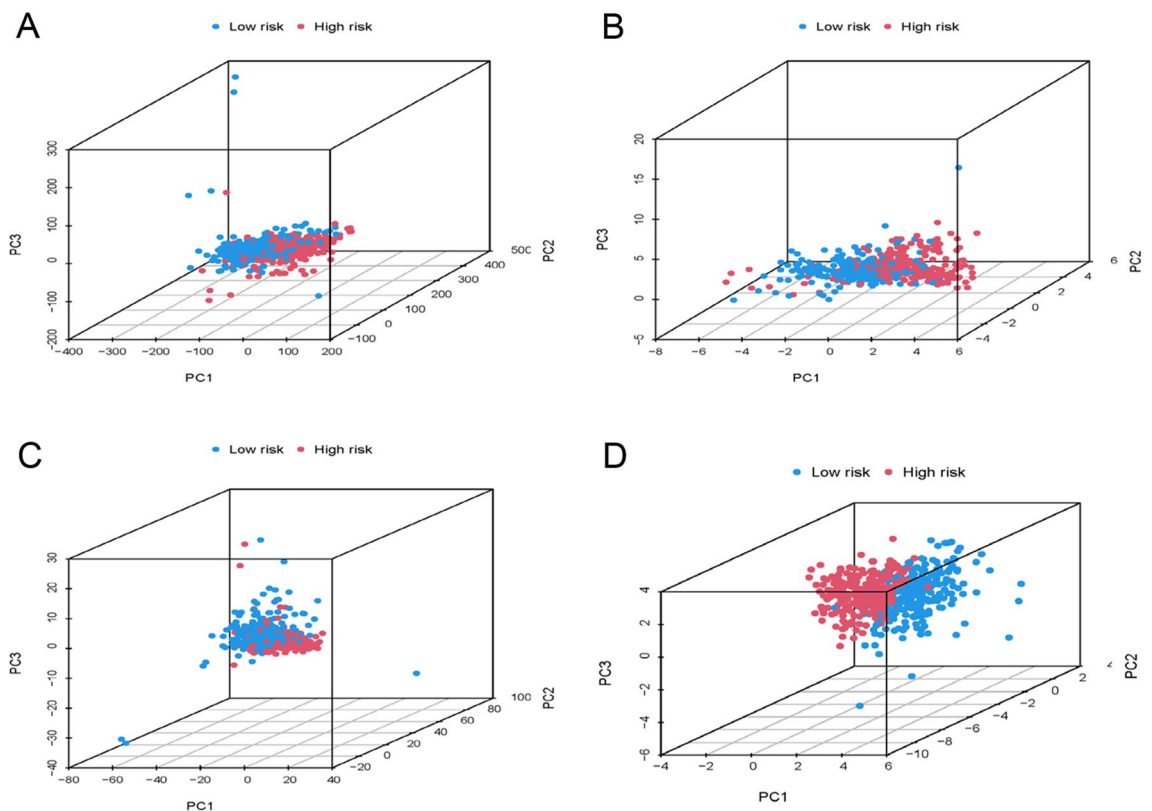 A
Low risk High risk
300
200
100
0
−100
−200
PC3
−400 −300 −200 −100 0 100 200
PC1
−100 0 100 200 300 400 500
PC2
B
Low risk High risk
20
15
10
5
0
−5
PC3
−8 −6 −4 −2 0 2 4 6
PC1
−4 −2 0 2 4 6
PC2
C
Low risk High risk
30
20
10
0
−10
−20
−30
−40
PC3
−80 −60 −40 −20 0 20 40
PC1
−20 0 20 40 60 80 100
PC2
D
Low risk High risk
4
2
0
−2
−4
−6
PC3
−4 −2 0 2 4 6
PC1
−10 −8 −6 −4 −2 0 2
PC2